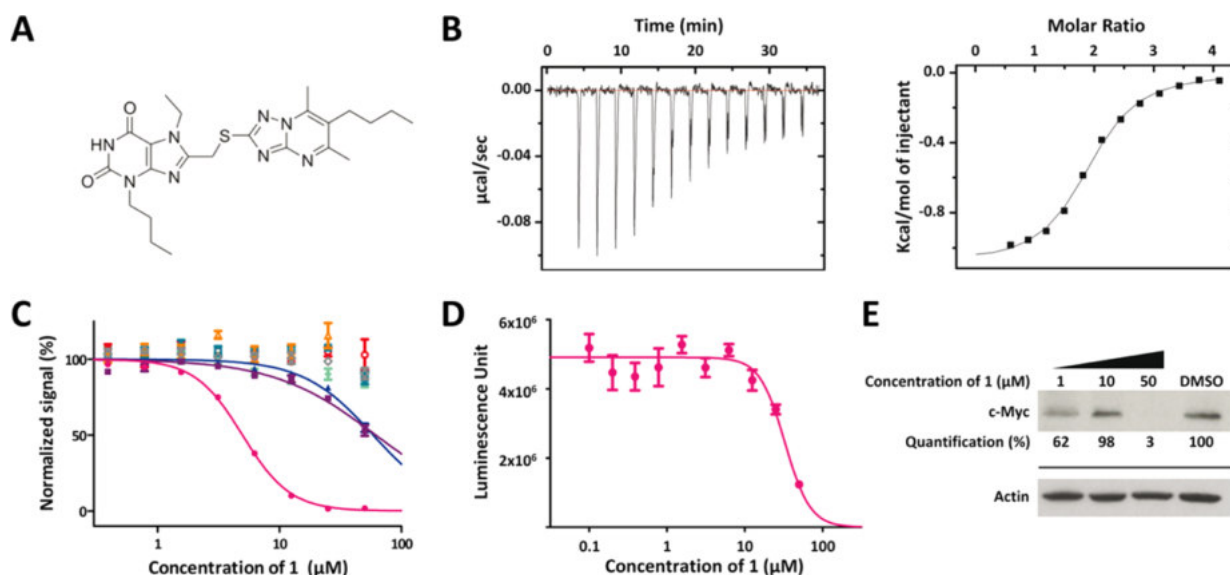 A
O
N
N
HN
S
N
N
N
O
N
N
N
N
B
Time (min)
0 10 20 30
0.00
-0.04
-0.08
µcal/sec
Molar Ratio
0 1 2 3 4
0.0
-0.4
-0.8
Kcal/mol of injectant
C
Normalized signal (%)
100
50
0
1 10 100
Concentration of 1 (µM)
D
Luminescence Unit
6x10⁶
4x10⁶
2x10⁶
0.1 1 10 100
Concentration of 1 (µM)
E
Concentration of 1 (µM) 1 10 50 DMSO
c-Myc
Quantification (%) 62 98 3 100
Actin